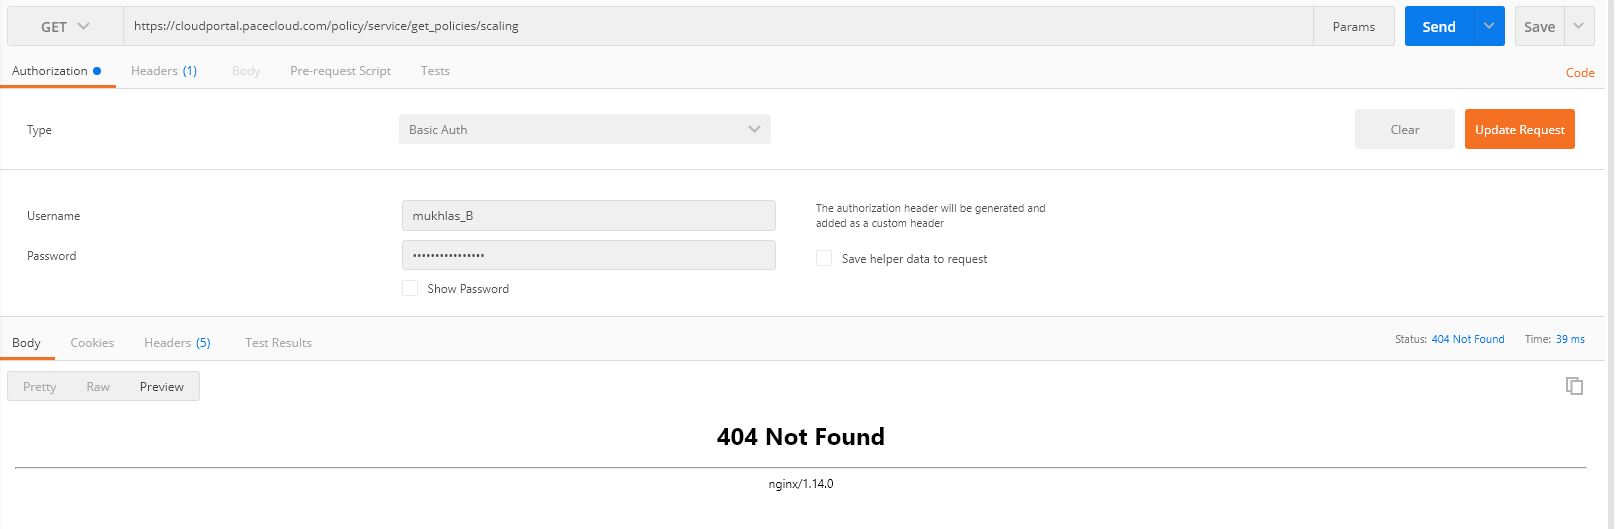 GET https://cloudportal.pacecloud.com/policy/service/get_policies/scaling Params Send Save
Authorization Headers (1) Body Pre-request Script Tests Code
Type Basic Auth Clear Update Request
Username mukhlas_B The authorization header will be generated and
added as a custom header
Password •••••••••••••••• Save helper data to request
Show Password
Body Cookies Headers (5) Test Results Status: 404 Not Found Time: 39 ms
Pretty Raw Preview
404 Not Found
nginx/1.14.0